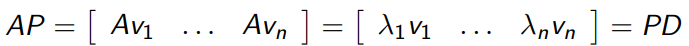 AP = [ Av₁ … Avₙ ] = [ λ₁v₁ … λₙvₙ ] = PD